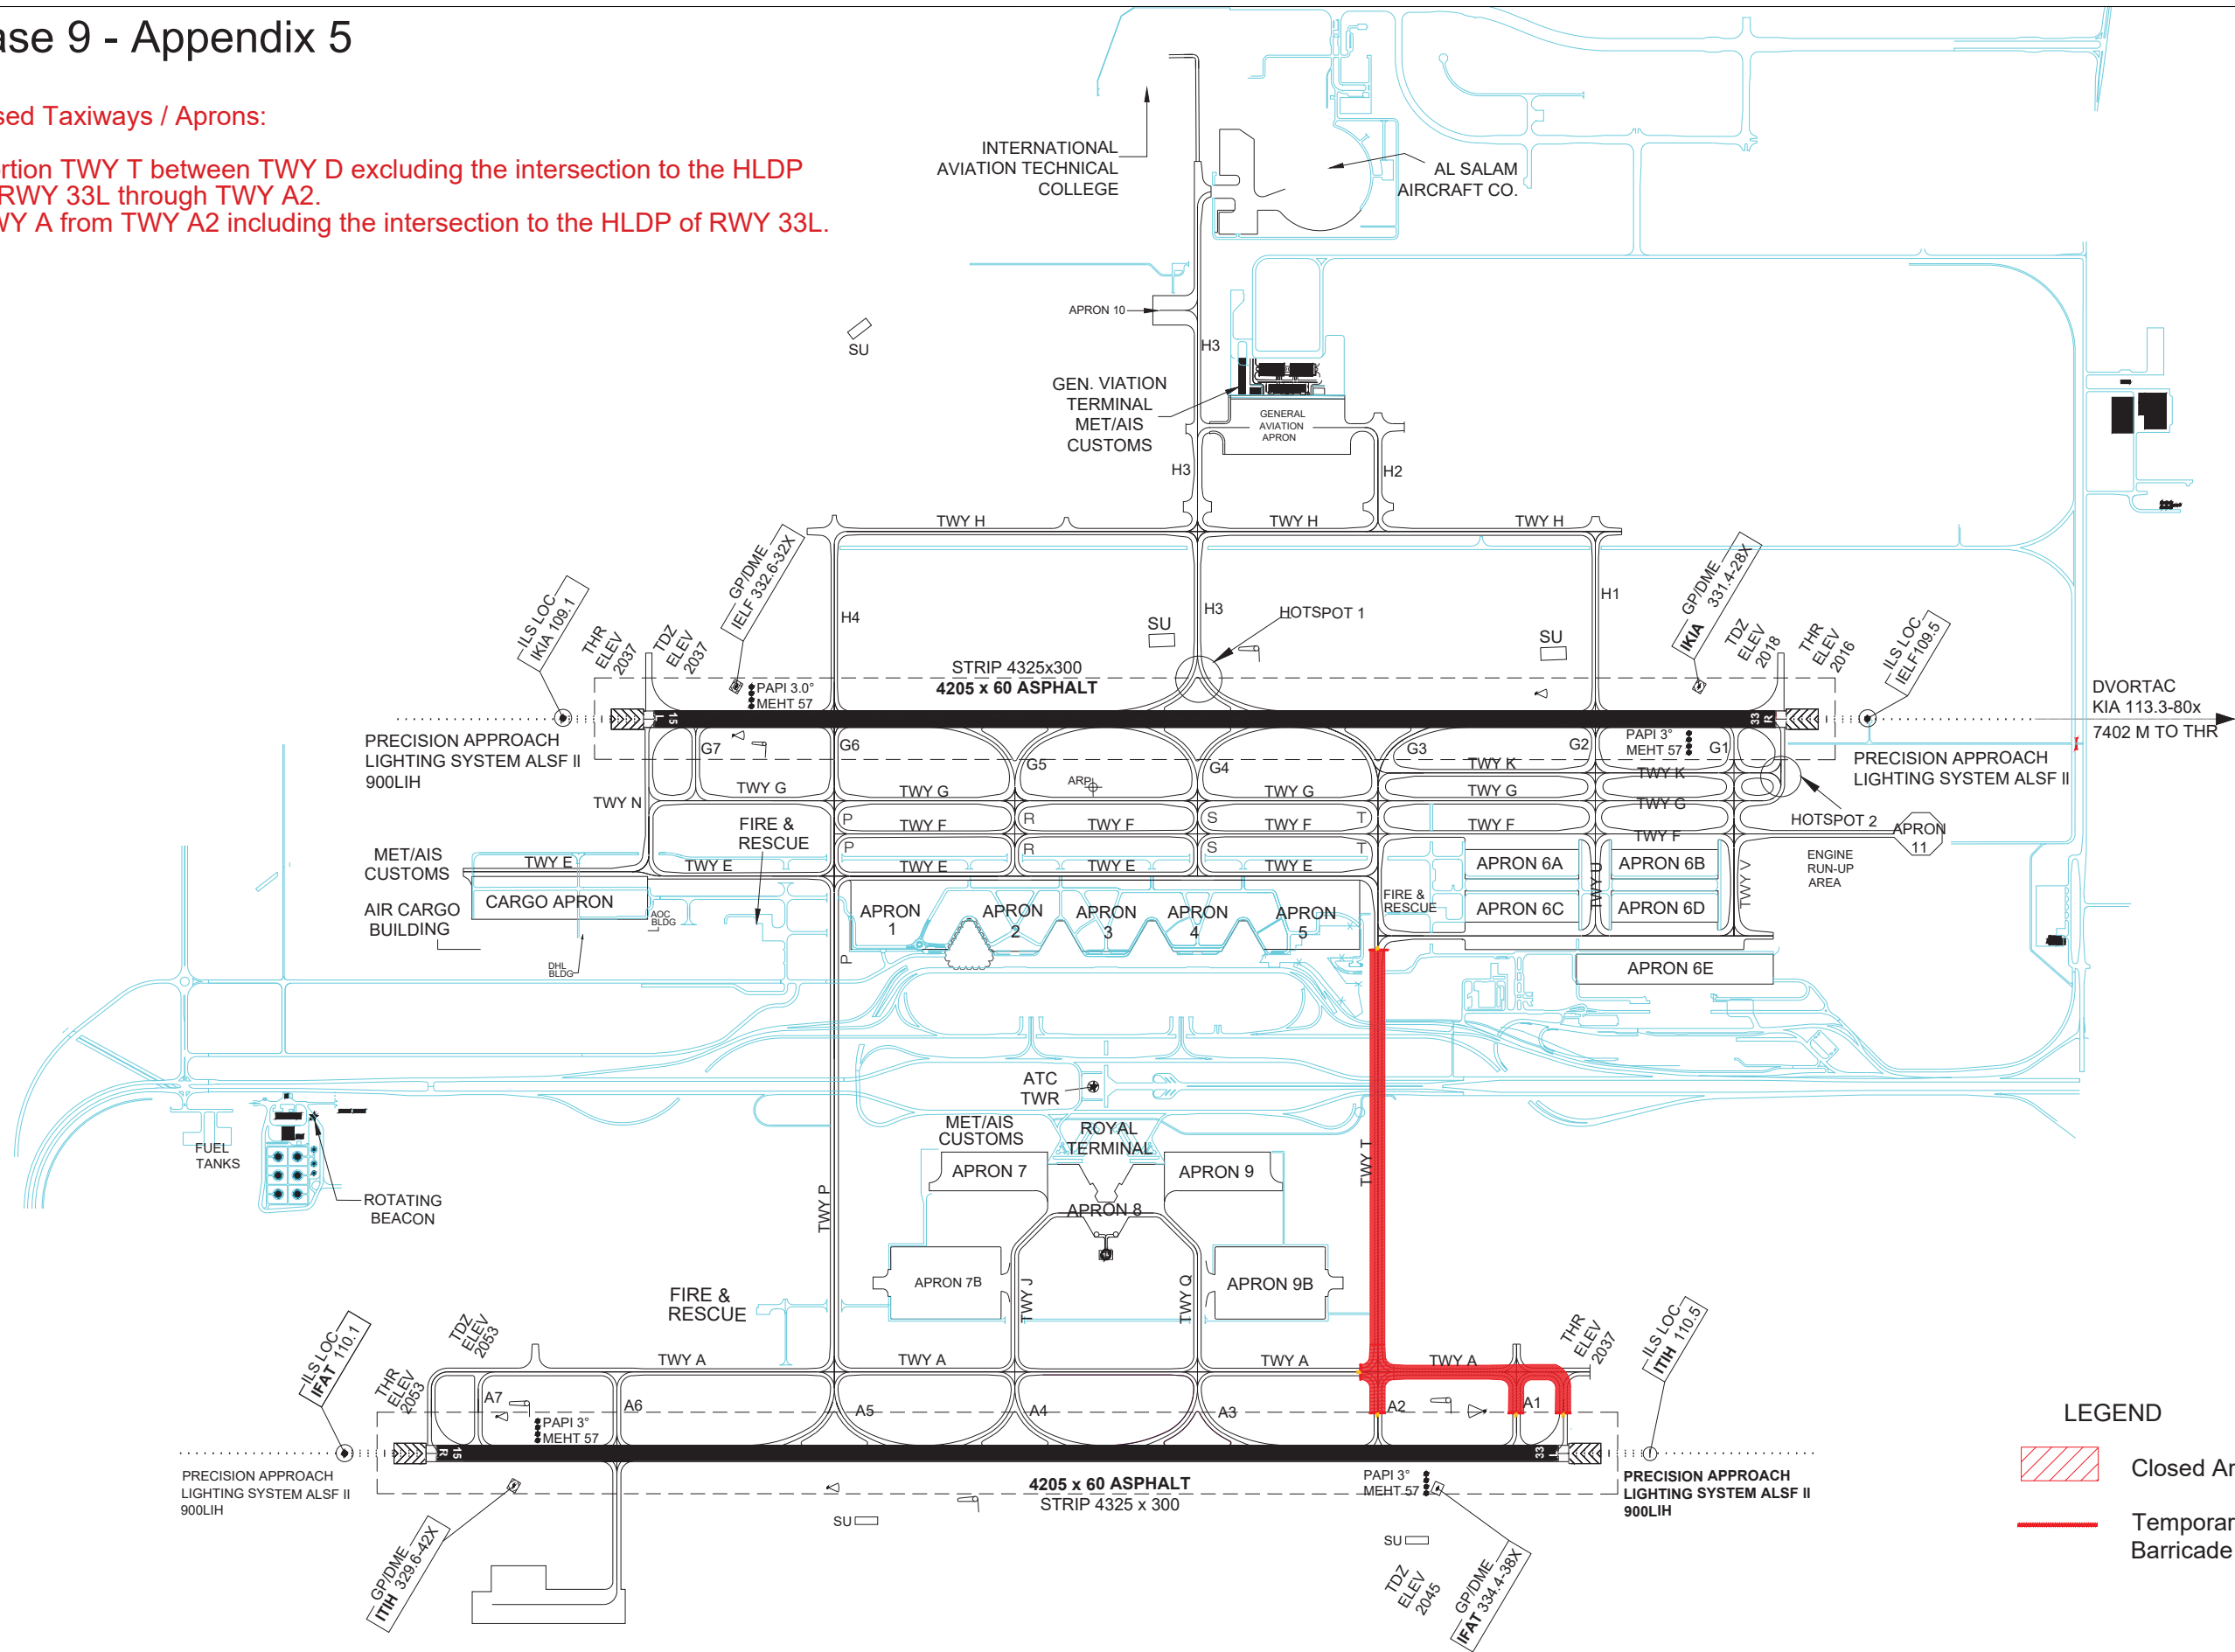 ase 9 - Appendix 5
sed Taxiways / Aprons:
rtion TWY T between TWY D excluding the intersection to the HLDP
RWY 33L through TWY A2.
WY A from TWY A2 including the intersection to the HLDP of RWY 33L.
INTERNATIONAL
AVIATION TECHNICAL
COLLEGE
AL SALAM
AIRCRAFT CO.
APRON 10
SU
H3
GEN. VIATION
TERMINAL
MET/AIS
CUSTOMS
GENERAL
AVIATION
APRON
H3
H2
TWY H
TWY H
TWY H
GP/DME
IELF 332.6-32X
ILS LOC
IKIA 109.1
THR
ELEV
2037
TDZ
ELEV
2037
H4
H3
HOTSPOT 1
SU
SU
H1
GP/DME
331.4-28X
IKIA
TDZ
ELEV
2018
THR
ELEV
2016
ILS LOC
IELF109.5
STRIP 4325x300
4205 x 60 ASPHALT
PAPI 3.0°
MEHT 57
15
L
33
R
DVORTAC
KIA 113.3-80x
7402 M TO THR
PRECISION APPROACH
LIGHTING SYSTEM ALSF II
900LIH
G7
G6
G5
G4
G3
G2
G1
PAPI 3°
MEHT 57
PRECISION APPROACH
LIGHTING SYSTEM ALSF II
TWY K
TWY K
ARP
TWY N
TWY G
TWY G
TWY G
TWY G
TWY G
HOTSPOT 2
FIRE &
RESCUE
P
TWY F
R
TWY F
S
TWY F
T
TWY F
TWY F
APRON
11
P
R
S
T
MET/AIS
CUSTOMS
TWY E
TWY E
TWY E
TWY E
TWY E
APRON 6A
TWY U
APRON 6B
TWY V
ENGINE
RUN-UP
AREA
CARGO APRON
AIR CARGO
BUILDING
AOC
BLDG
DHL
BLDG
APRON
1
APRON
2
APRON
3
APRON
4
APRON
5
FIRE &
RESCUE
APRON 6C
APRON 6D
P
APRON 6E
ATC
TWR
MET/AIS
CUSTOMS
ROYAL
TERMINAL
FUEL
TANKS
ROTATING
BEACON
APRON 7
APRON 9
TWY T
TWY P
APRON 8
APRON 7B
TWY J
TWY Q
APRON 9B
FIRE &
RESCUE
ILS LOC
IFAT 110.1
TDZ
ELEV
2053
THR
ELEV
2053
TWY A
TWY A
TWY A
TWY A
THR
ELEV
2037
ILS LOC
ITIH 110.5
A7
A6
A5
A4
A3
A2
A1
PAPI 3°
MEHT 57
15
R
33
PRECISION APPROACH
LIGHTING SYSTEM ALSF II
900LIH
4205 x 60 ASPHALT
STRIP 4325 x 300
PAPI 3°
MEHT 57
PRECISION APPROACH
LIGHTING SYSTEM ALSF II
900LIH
SU
SU
GP/DME
ITIH 329.6-42X
TDZ
ELEV
2045
GP/DME
IFAT 334.4-38X
LEGEND
Closed Ar
Temporar
Barricade